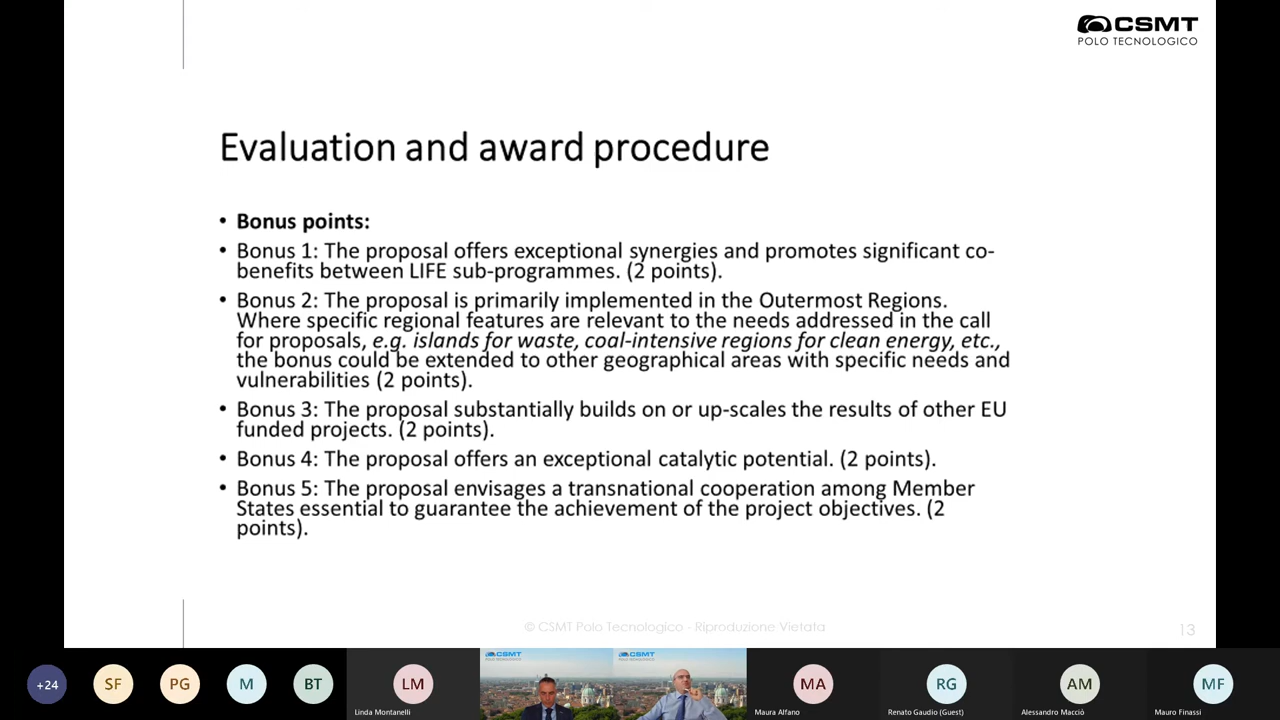 CSMT
POLO TECNOLOGICO
Evaluation and award procedure
• Bonus points:
• Bonus 1: The proposal offers exceptional synergies and promotes significant co-
benefits between LIFE sub-programmes. (2 points).
• Bonus 2: The proposal is primarily implemented in the Outermost Regions.
Where specific regional features are relevant to the needs addressed in the call
for proposals, e.g. islands for waste, coal-intensive regions for clean energy, etc.,
the bonus could be extended to other geographical areas with specific needs and
vulnerabilities (2 points).
• Bonus 3: The proposal substantially builds on or up-scales the results of other EU
funded projects. (2 points).
• Bonus 4: The proposal offers an exceptional catalytic potential. (2 points).
• Bonus 5: The proposal envisages a transnational cooperation among Member
States essential to guarantee the achievement of the project objectives. (2
points).
© CSMT Polo Tecnologico - Riproduzione Vietata
13
+24 SF PG M BT LM MA RG AM MF
CSMT
POLO TECNOLOGICO
CSMT
POLO TECNOLOGICO
Linda Montanelli Maura Alfano Renato Gaudio (Guest) Alessandro Macciò Mauro Finassi